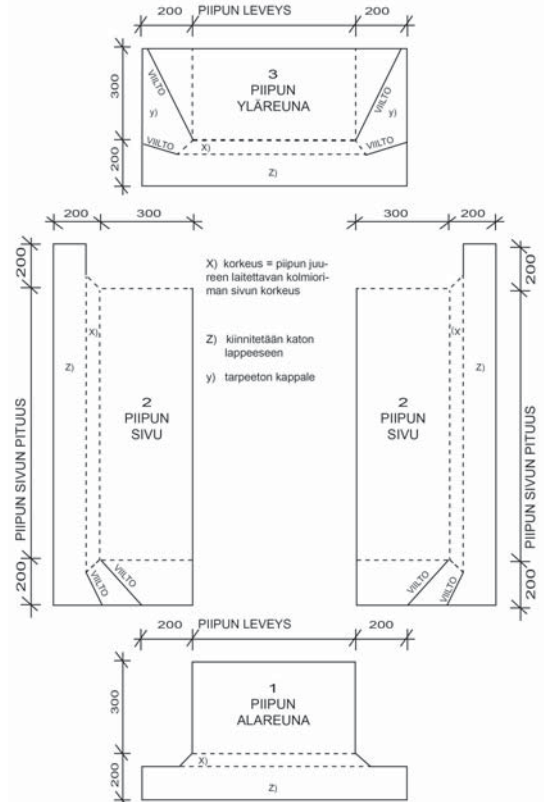 200 PIIPUN LEVEYS 200
300
200
VIILTO
y)
VIILTO
3
PIIPUN
YLÄREUNA
VIILTO
y)
VIILTO
X)
Z)
200 300
200
PIIPUN SIVUN PITUUS
200
X)
Z)
2
PIIPUN
SIVU
VIILTO
VIILTO
X) korkeus = piipun juu-
reen laitettavan kolmiori-
man sivun korkeus
Z) kiinnitetään katon
lappeeseen
y) tarpeeton kappale
300 200
200
PIIPUN SIVUN PITUUS
200
X)
Z)
2
PIIPUN
SIVU
VIILTO
VIILTO
200 PIIPUN LEVEYS 200
300
200
1
PIIPUN
ALAREUNA
X)
Z)